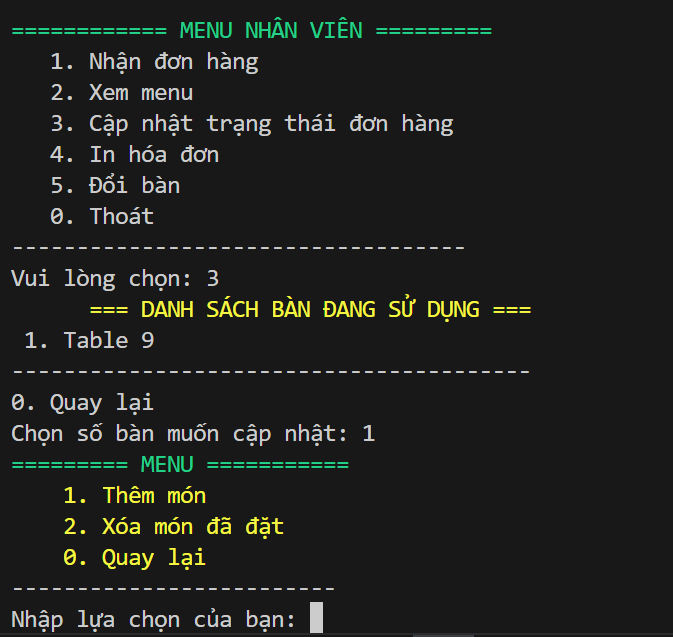 ============ MENU NHÂN VIÊN =========
1. Nhận đơn hàng
2. Xem menu
3. Cập nhật trạng thái đơn hàng
4. In hóa đơn
5. Đổi bàn
0. Thoát
-----------------------------------
Vui lòng chọn: 3
=== DANH SÁCH BÀN ĐANG SỬ DỤNG ===
1. Table 9
----------------------------------------
0. Quay lại
Chọn số bàn muốn cập nhật: 1
========= MENU ===========
1. Thêm món
2. Xóa món đã đặt
0. Quay lại
-------------------------
Nhập lựa chọn của bạn: